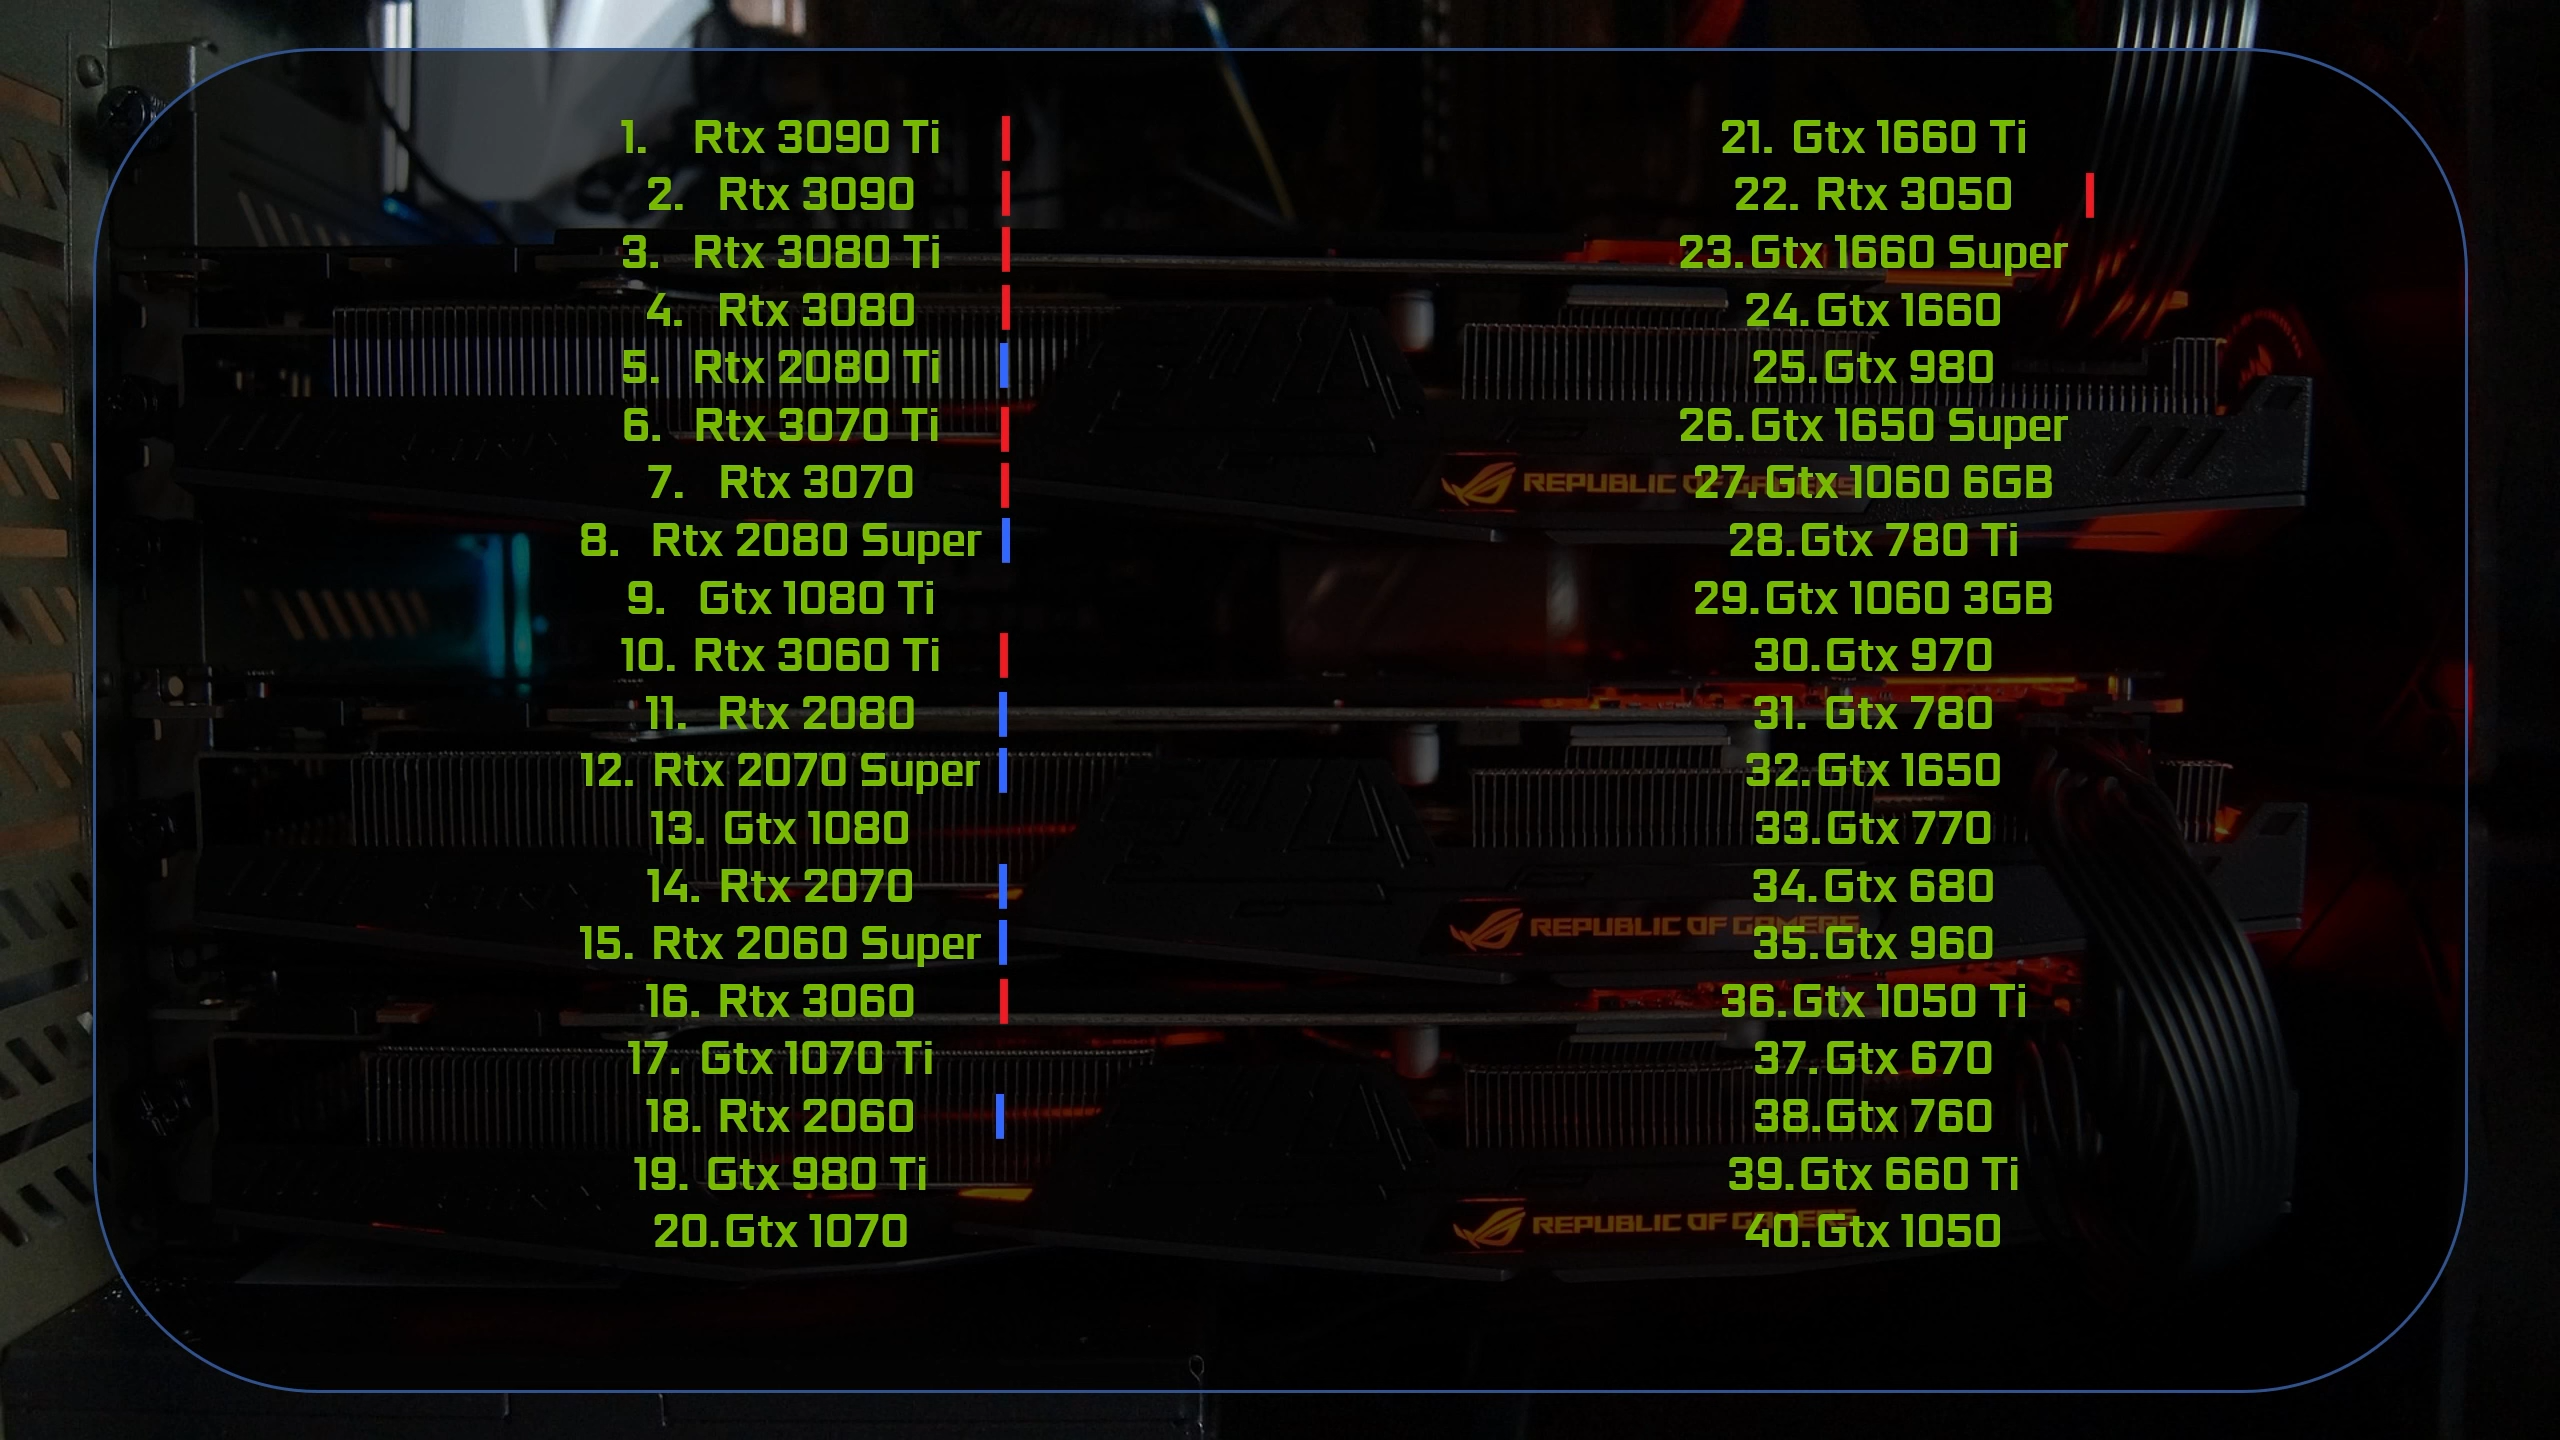 1. Rtx 3090 Ti
2. Rtx 3090
3. Rtx 3080 Ti
4. Rtx 3080
5. Rtx 2080 Ti
6. Rtx 3070 Ti
7. Rtx 3070
8. Rtx 2080 Super
9. Gtx 1080 Ti
10. Rtx 3060 Ti
11. Rtx 2080
12. Rtx 2070 Super
13. Gtx 1080
14. Rtx 2070
15. Rtx 2060 Super
16. Rtx 3060
17. Gtx 1070 Ti
18. Rtx 2060
19. Gtx 980 Ti
20.Gtx 1070
21. Gtx 1660 Ti
22. Rtx 3050
23.Gtx 1660 Super
24.Gtx 1660
25.Gtx 980
26.Gtx 1650 Super
27.Gtx 1060 6GB
28.Gtx 780 Ti
29.Gtx 1060 3GB
30.Gtx 970
31. Gtx 780
32.Gtx 1650
33.Gtx 770
34.Gtx 680
35.Gtx 960
36.Gtx 1050 Ti
37.Gtx 670
38.Gtx 760
39.Gtx 660 Ti
40.Gtx 1050
REPUBLIC OF GAMERS
REPUBLIC OF GAMERS
REPUBLIC OF GAMERS